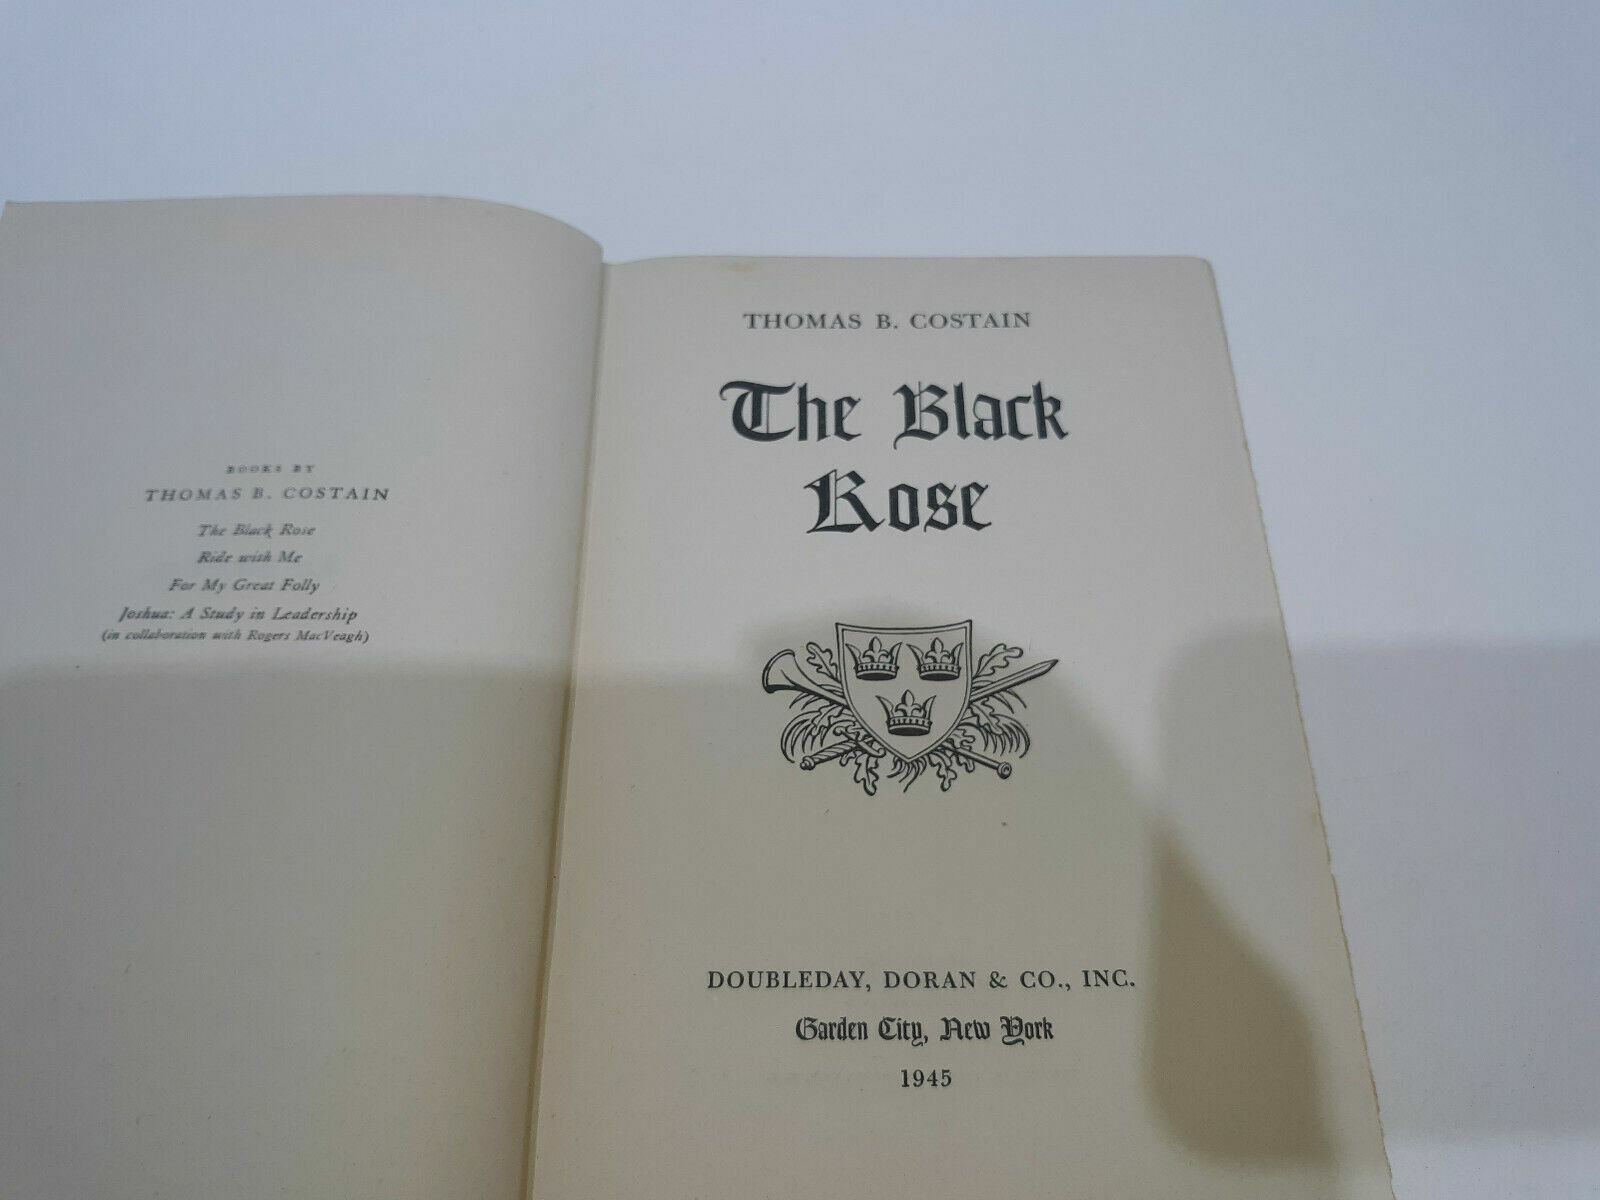 BOOKS BY
THOMAS B. COSTAIN
The Black Rose
Ride with Me
For My Great Folly
Joshua: A Study in Leadership
(in collaboration with Rogers MacVeagh)
THOMAS B. COSTAIN
The Black
Rose
DOUBLEDAY, DORAN & CO., INC.
Garden City, New York
1945